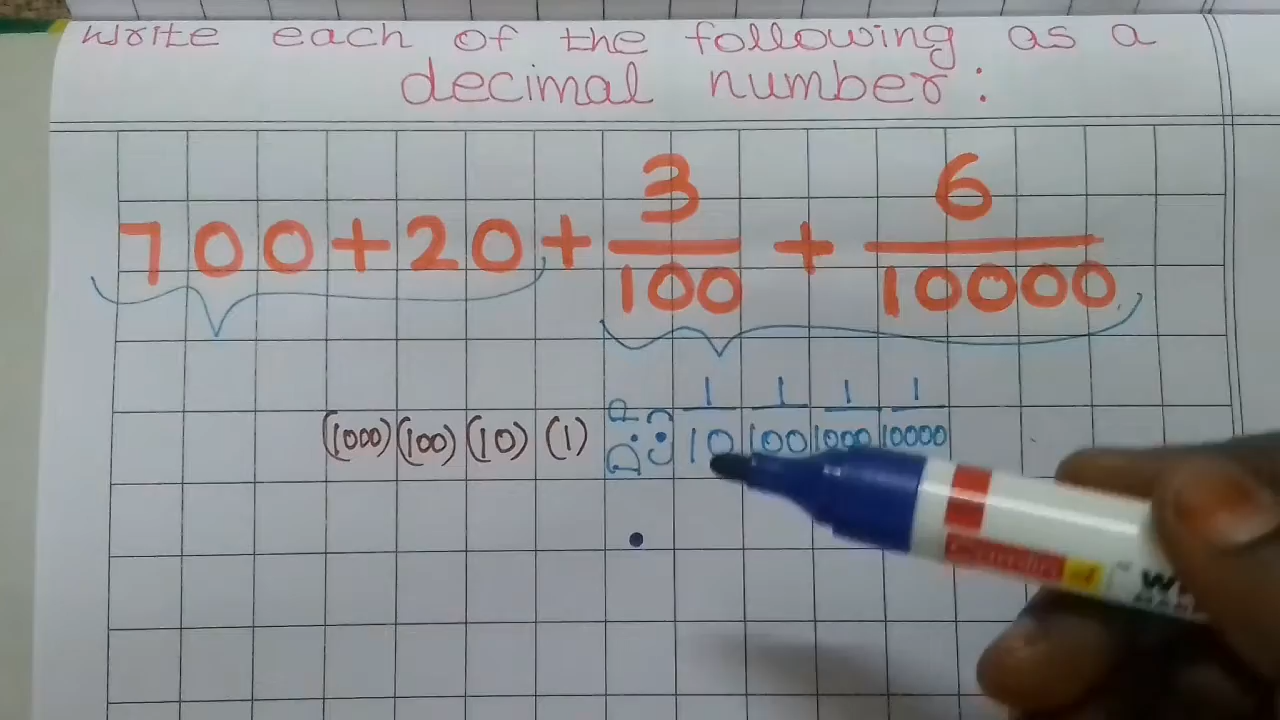 Write each of the following as a
decimal number:
700+20+3/100 + 6/10000
(1000) (100) (10) (1) D.P (.) 1/10 1/100 1/1000 1/10000
.